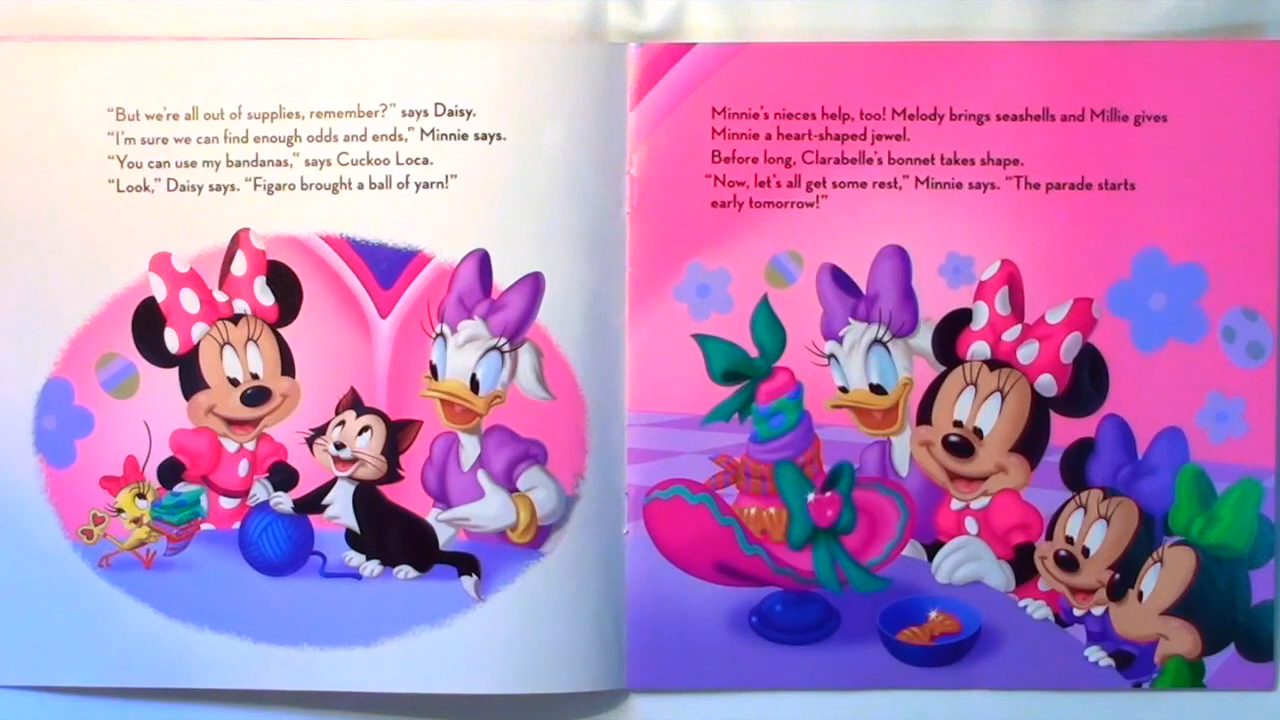 “But we're all out of supplies, remember?” says Daisy.
“I'm sure we can find enough odds and ends,” Minnie says.
“You can use my bandanas,” says Cuckoo Loca.
“Look,” Daisy says. “Figaro brought a ball of yarn!”
Minnie's nieces help, too! Melody brings seashells and Millie gives
Minnie a heart-shaped jewel.
Before long, Clarabelle's bonnet takes shape.
“Now, let's all get some rest,” Minnie says. “The parade starts
early tomorrow!”